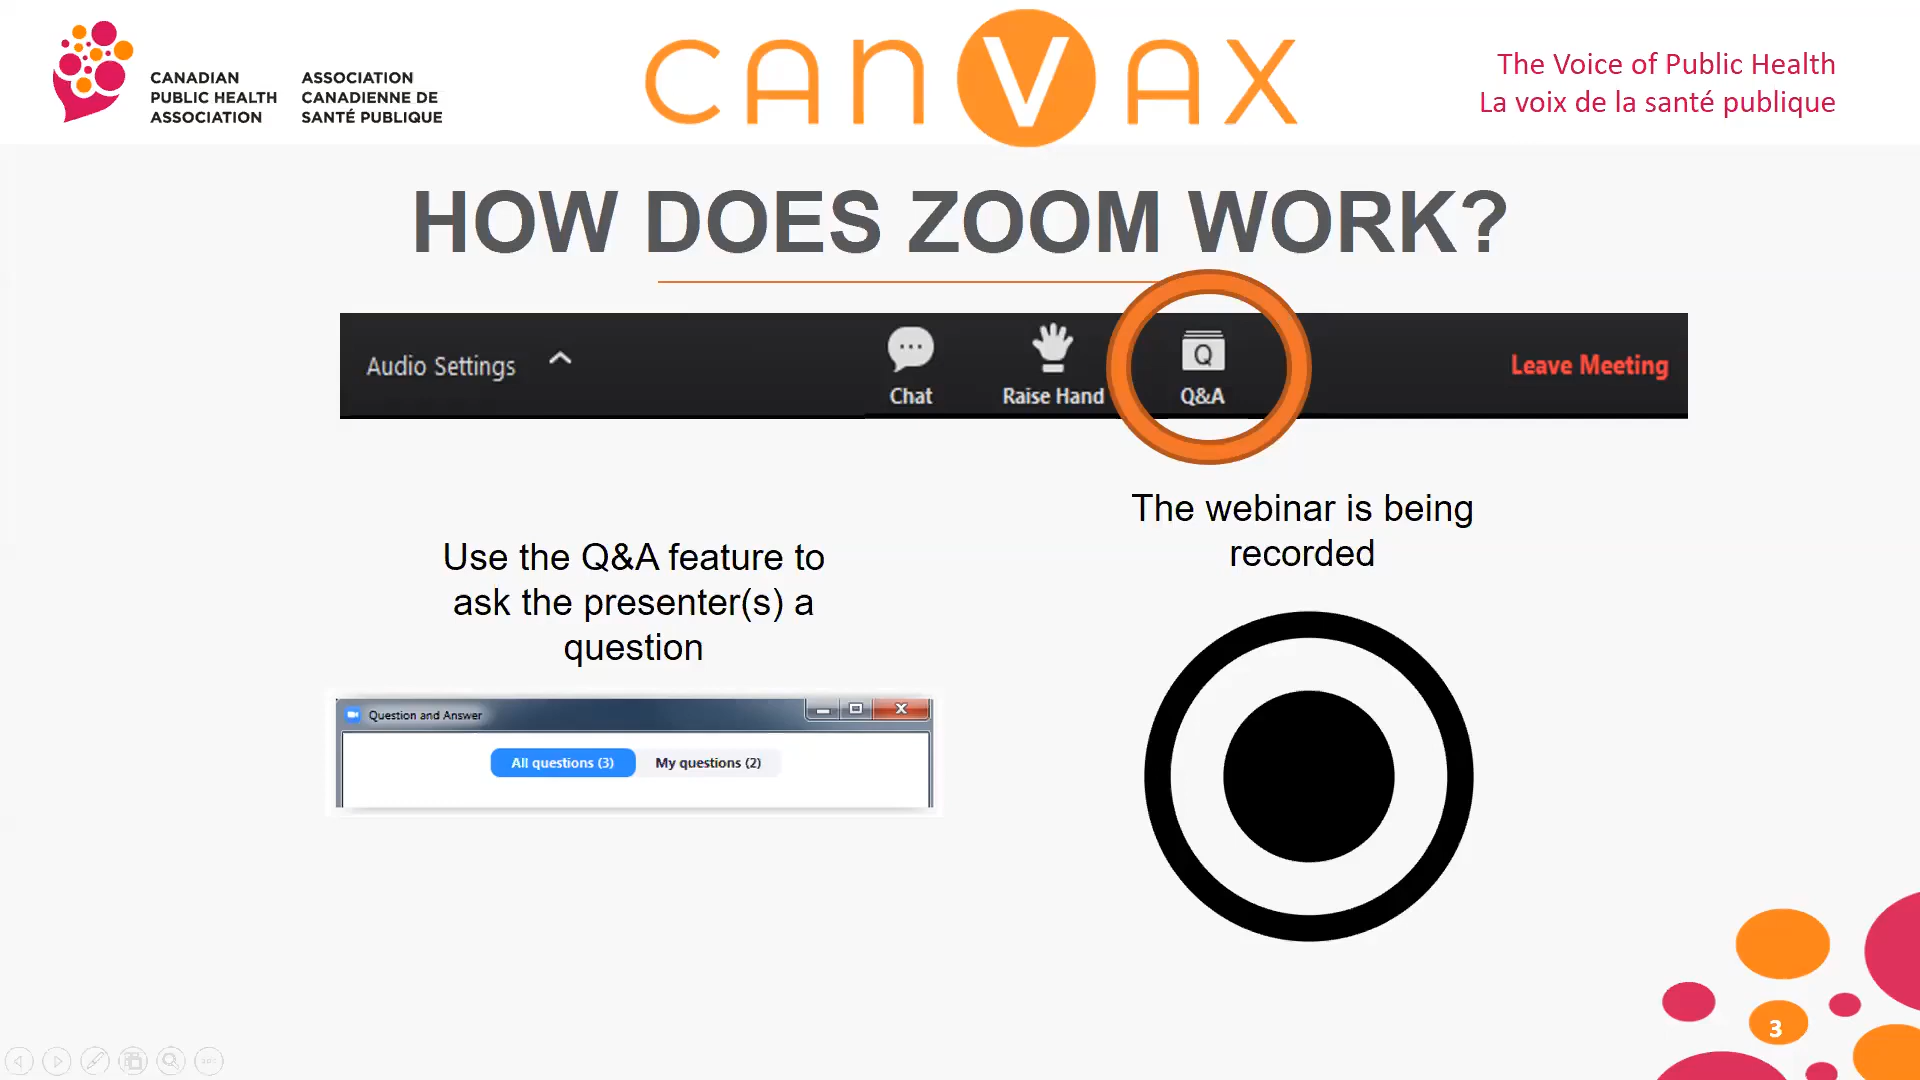 CANADIAN
PUBLIC HEALTH
ASSOCIATION
ASSOCIATION
CANADIENNE DE
SANTÉ PUBLIQUE
CANVAX
The Voice of Public Health
La voix de la santé publique
HOW DOES ZOOM WORK?
Audio Settings
Chat
Raise Hand
Q
Q&A
Leave Meeting
The webinar is being
recorded
Use the Q&A feature to
ask the presenter(s) a
question
Question and Answer
All questions (3)
My questions (2)
3